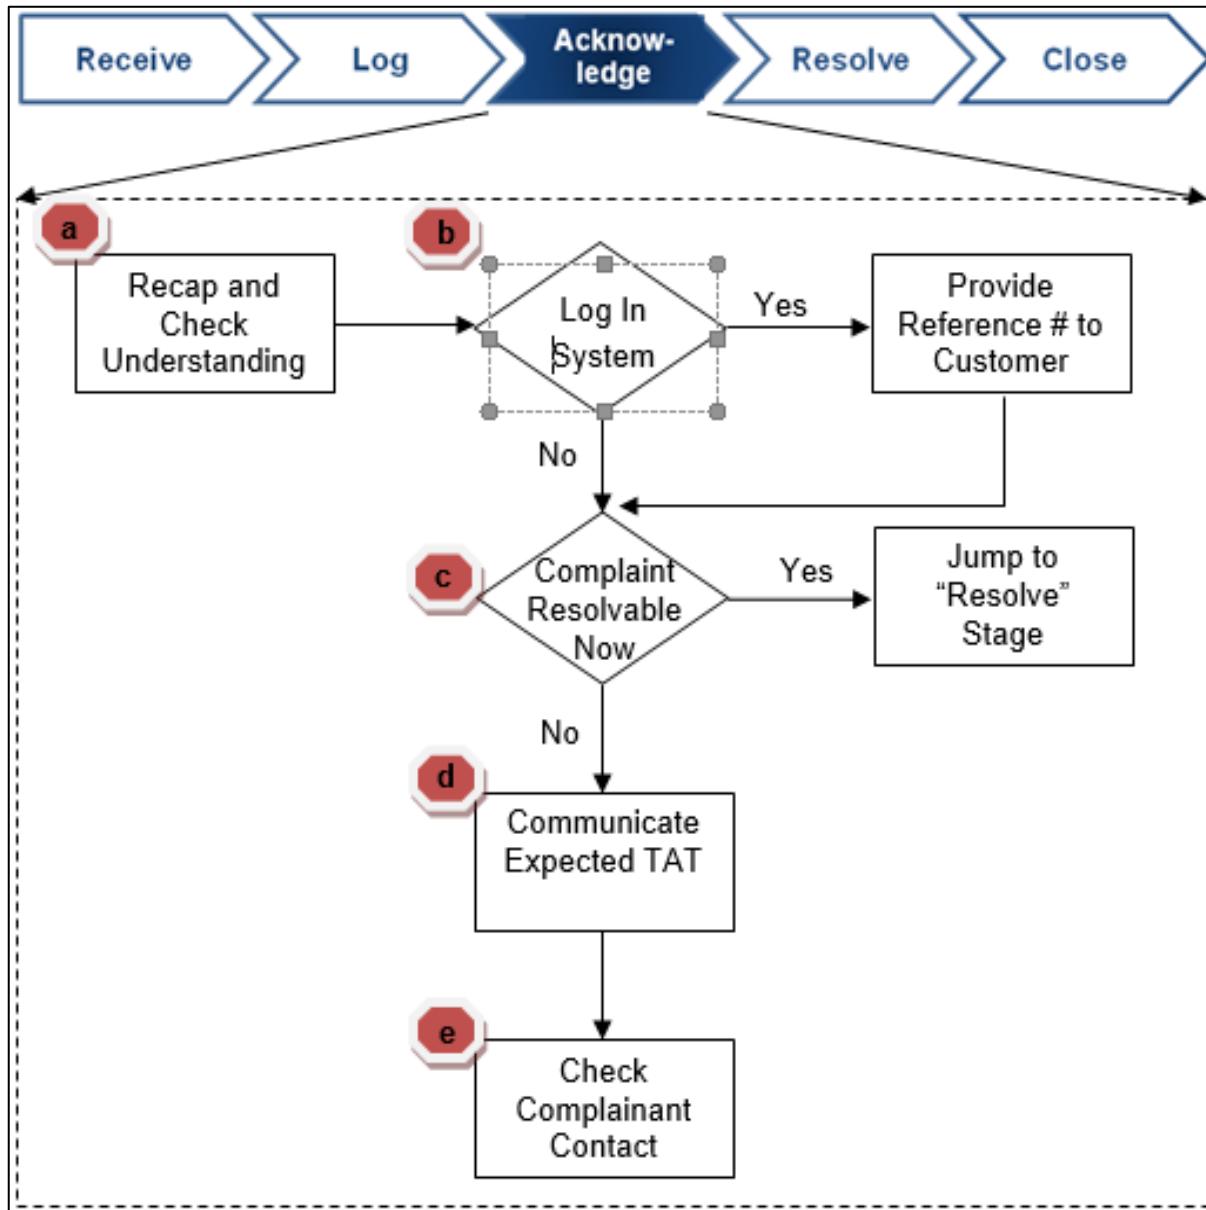 Receive
Log
Acknow-
ledge
Resolve
Close
a
Recap and
Check
Understanding
b
Log In
System
Yes
Provide
Reference # to
Customer
No
c
Complaint
Resolvable
Now
Yes
Jump to
“Resolve”
Stage
No
d
Communicate
Expected TAT
e
Check
Complainant
Contact